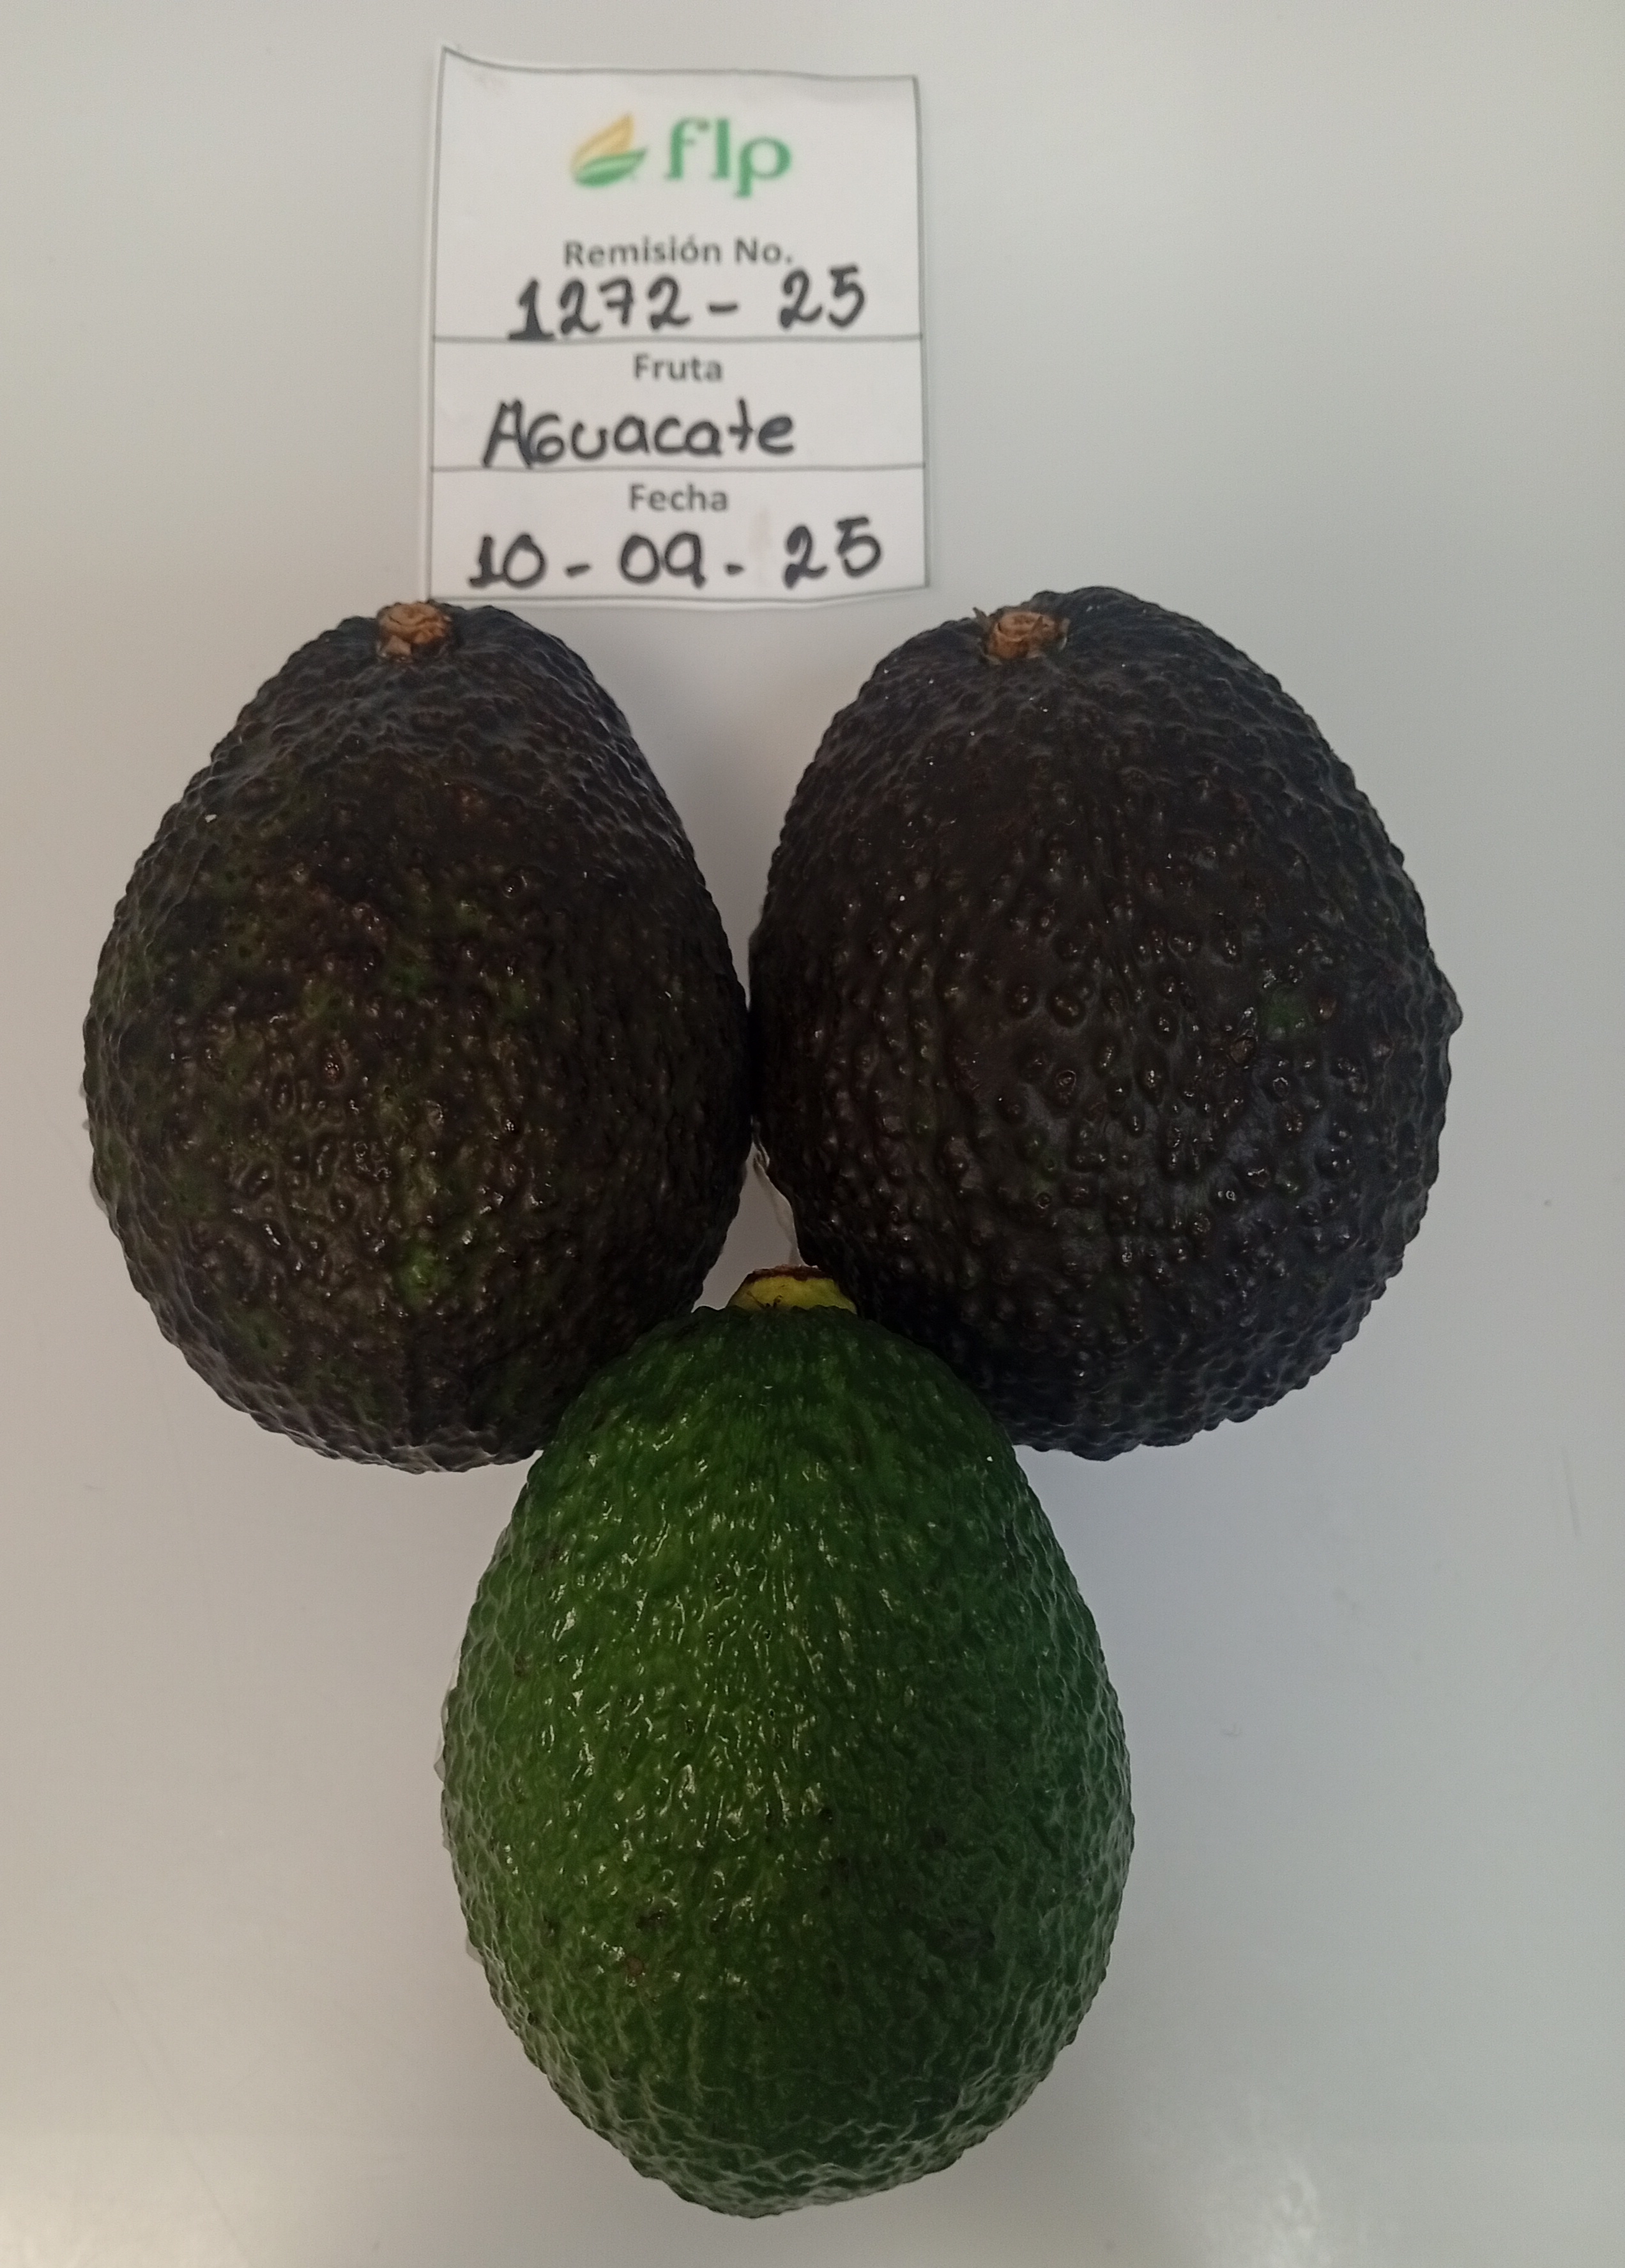 flp
Remisión No.
1272 - 25
Fruta
Aguacate
Fecha
10 - 09 - 25